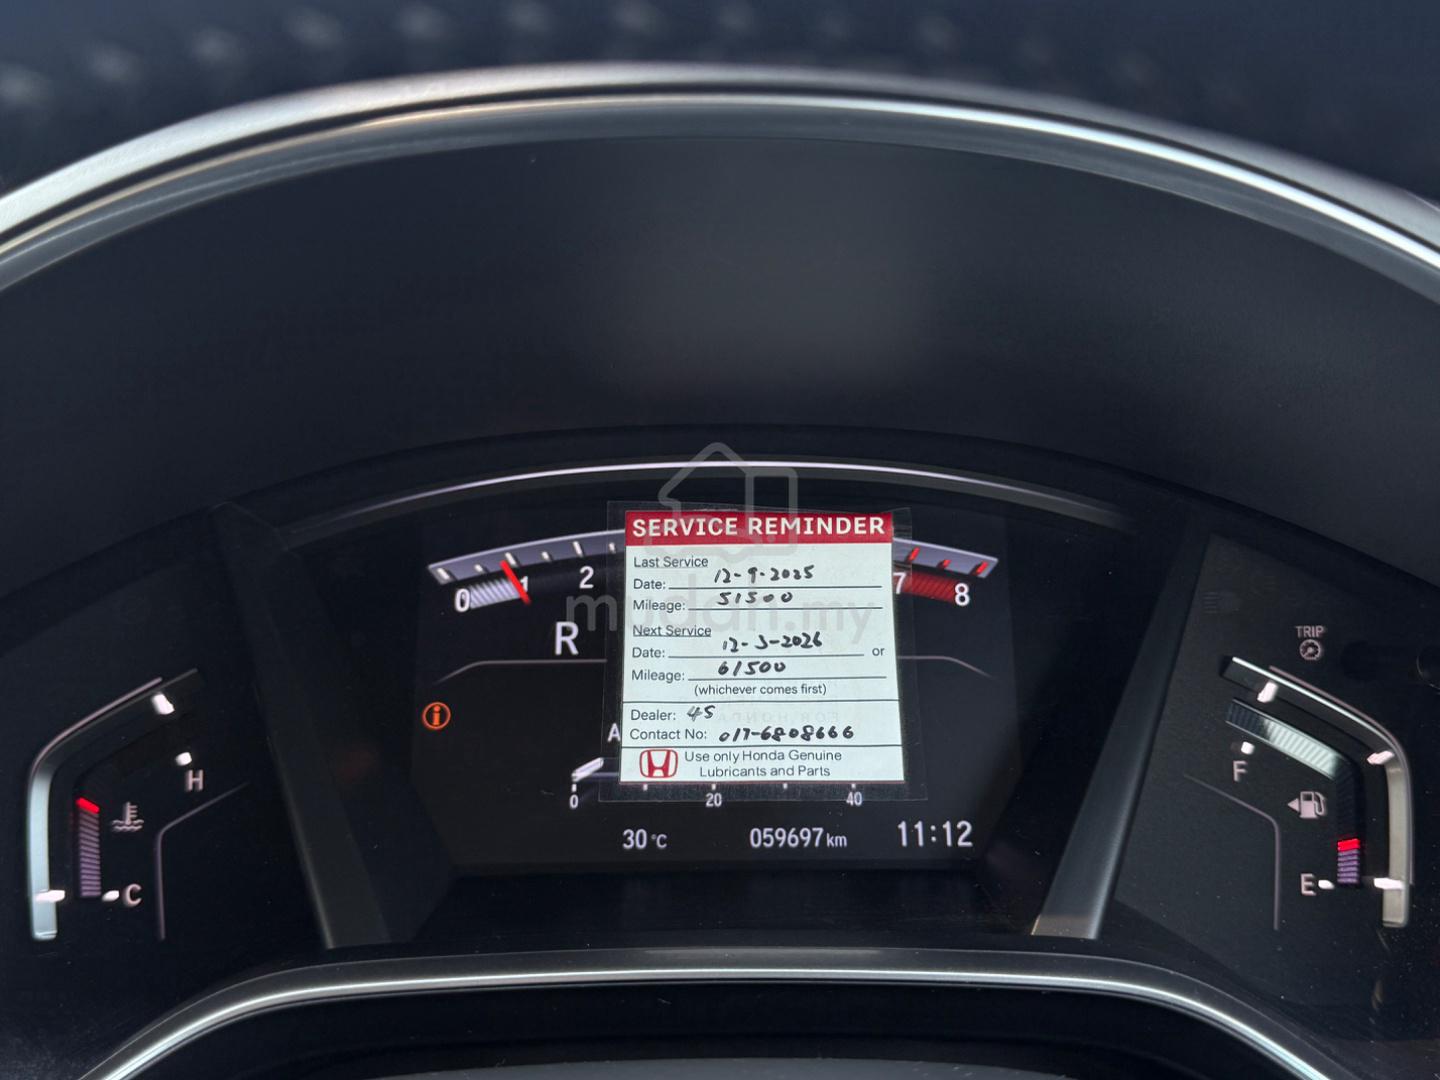 SERVICE REMINDER
Last Service
Date: 12-9-2025
Mileage: 51500
Next Service
Date: 12-3-2026 or
Mileage: 61500
(whichever comes first)
Dealer: 4S
Contact No: 017-6808666
Use only Honda Genuine
Lubricants and Parts
mudah.my
0 1 2 7 8
R
A
0 20 40
30°C 059697 km 11:12
H
C
TRIP
F
E